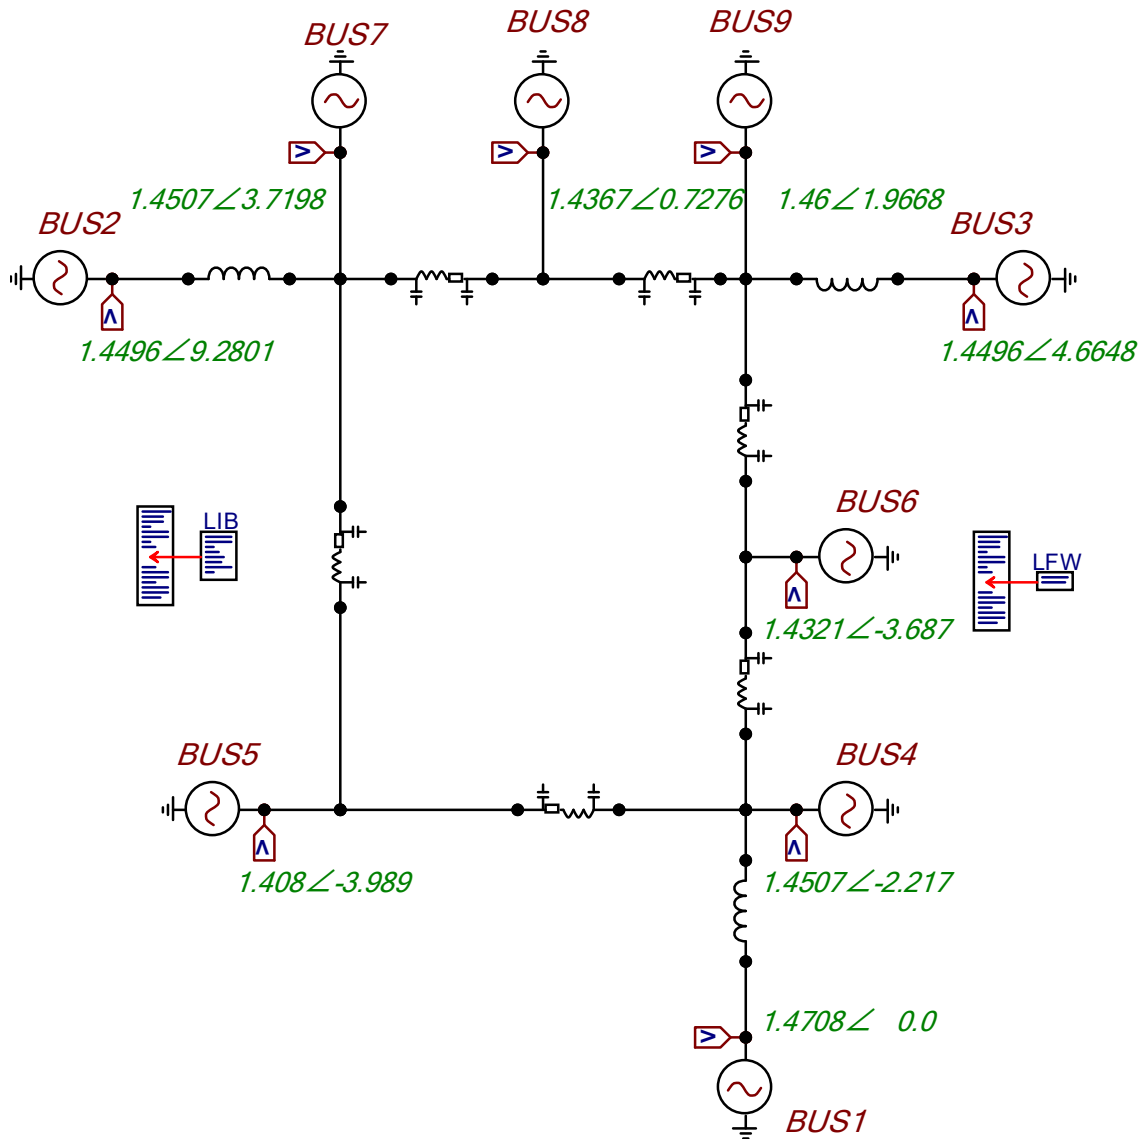 BUS8
BUS9
BUS7
>
>
>
1.4507∠3.7198
1.4367∠0.7276
1.46∠1.9668
BUS2
BUS3
>
>
1.4496∠9.2801
1.4496∠4.6648
BUS6
LIB
LFW
>
1.4321∠-3.687
BUS5
BUS4
>
>
1.408∠-3.989
1.4507∠-2.217
1.4708∠ 0.0
>
BUS1